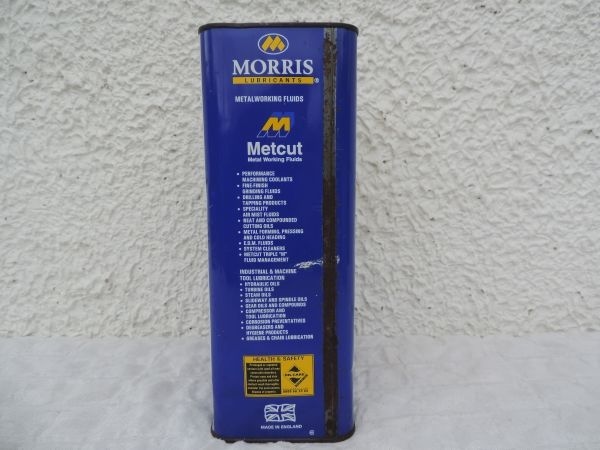 MORRIS
LUBRICANTS ®
METALWORKING FLUIDS
M
Metcut
Metal Working Fluids
• PERFORMANCE
MACHINING COOLANTS
• FINE-FINISH
GRINDING FLUIDS
• DRILLING AND
TAPPING PRODUCTS
• SPECIALITY
AIR MIST FLUIDS
• NEAT AND COMPOUNDED
CUTTING OILS
• METAL FORMING, PRESSING
AND COLD HEADING
• E.D.M. FLUIDS
• SYSTEM CLEANERS
• METCUT TRIPLE "M"
FLUID MANAGEMENT
INDUSTRIAL & MACHINE
TOOL LUBRICATION
• HYDRAULIC OILS
• TURBINE OILS
• STEAM OILS
• SLIDEWAY AND SPINDLE OILS
• GEAR OILS AND COMPOUNDS
• COMPRESSOR AND
TOOL LUBRICATION
• CORROSION PREVENTATIVES
• DEGREASERS AND
HYGIENE PRODUCTS
• GREASES & CHAIN LUBRICATION
HEALTH & SAFETY
OIL CARE
MADE IN ENGLAND